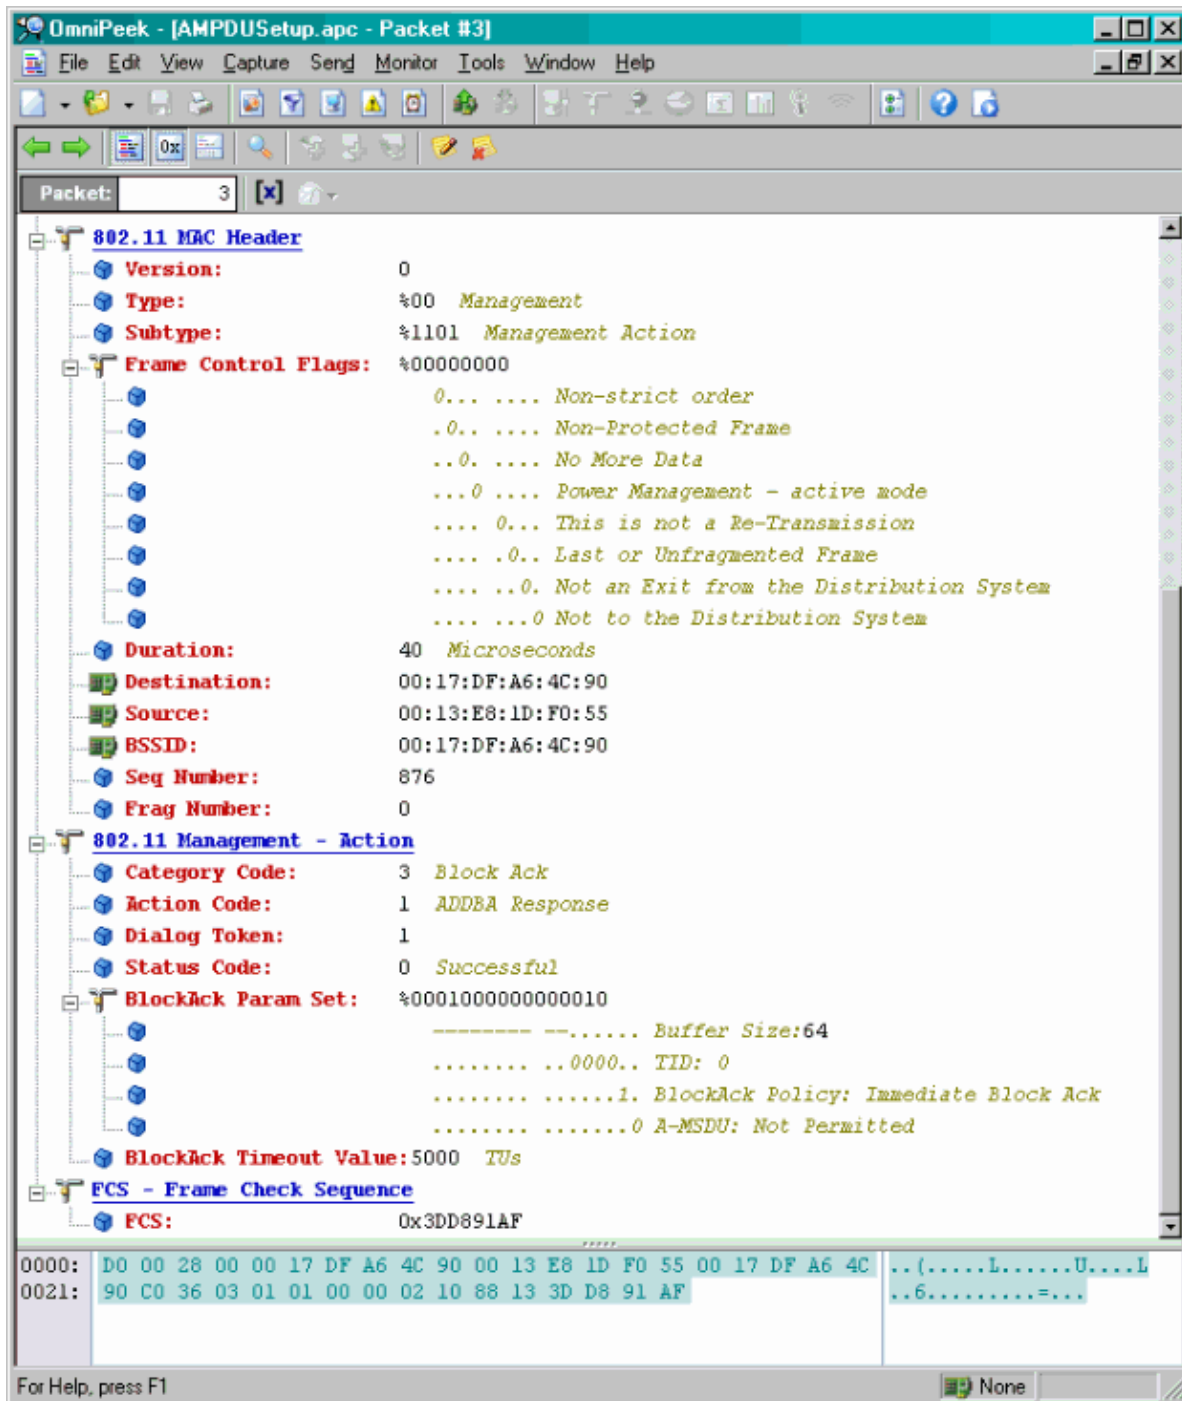 OmniPeek - [AMPDUSetup.apc - Packet #3]
File Edit View Capture Send Monitor Tools Window Help
0x
Packet: 3 [x]
802.11 MAC Header
Version: 0
Type: %00 Management
Subtype: %1101 Management Action
Frame Control Flags: %00000000
0... .... Non-strict order
.0.. .... Non-Protected Frame
..0. .... No More Data
...0 .... Power Management - active mode
.... 0... This is not a Re-Transmission
.... .0.. Last or Unfragmented Frame
.... ..0. Not an Exit from the Distribution System
.... ...0 Not to the Distribution System
Duration: 40 Microseconds
Destination: 00:17:DF:A6:4C:90
Source: 00:13:E8:1D:F0:55
BSSID: 00:17:DF:A6:4C:90
Seq Number: 876
Frag Number: 0
802.11 Management - Action
Category Code: 3 Block Ack
Action Code: 1 ADDBA Response
Dialog Token: 1
Status Code: 0 Successful
BlockAck Param Set: %0001000000000010
-------- --...... Buffer Size:64
........ ..0000.. TID: 0
........ ......1. BlockAck Policy: Immediate Block Ack
........ .......0 A-MSDU: Not Permitted
BlockAck Timeout Value:5000 TUs
FCS - Frame Check Sequence
FCS: 0x3DD891AF
0000: D0 00 28 00 00 17 DF A6 4C 90 00 13 E8 1D F0 55 00 17 DF A6 4C ..(.....L......U....L
0021: 90 C0 36 03 01 01 00 00 02 10 88 13 3D D8 91 AF ..6.........=...
For Help, press F1 None